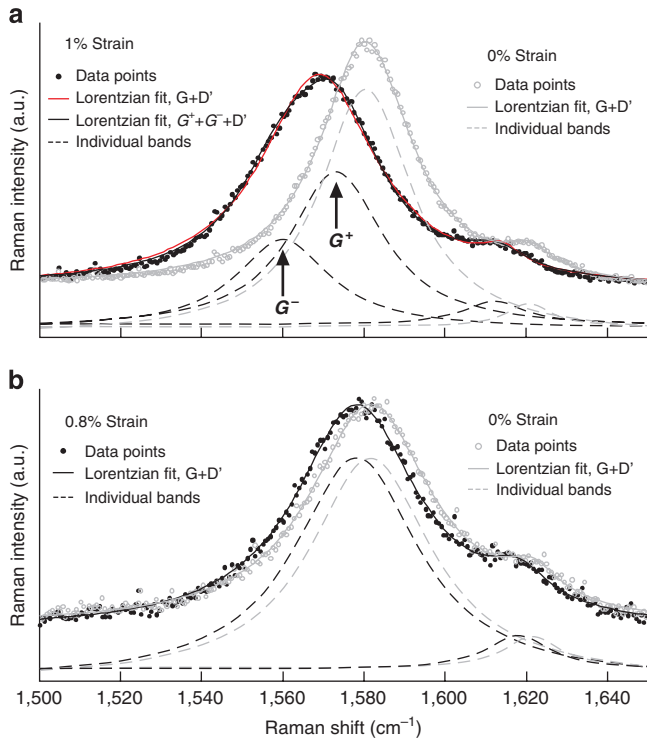 a
1% Strain
Data points
Lorentzian fit, G+D'
Lorentzian fit, G⁺+G⁻+D'
Individual bands
0% Strain
Data points
Lorentzian fit, G+D'
Individual bands
G⁺
G⁻
Raman intensity (a.u.)
b
0.8% Strain
Data points
Lorentzian fit, G+D'
Individual bands
0% Strain
Data points
Lorentzian fit, G+D'
Individual bands
Raman intensity (a.u.)
1,500 1,520 1,540 1,560 1,580 1,600 1,620 1,640
Raman shift (cm⁻¹)